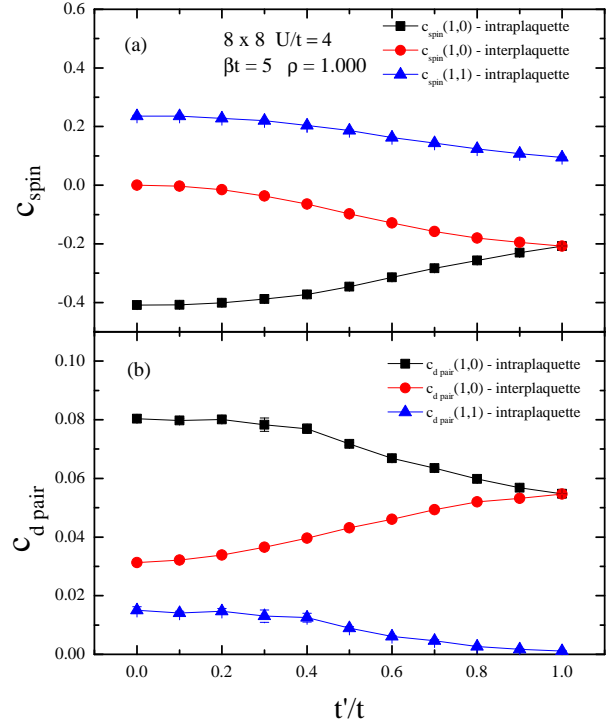 (a)
8 x 8 U/t = 4
βt = 5 ρ = 1.000
c_spin(1,0) - intraplaquette
c_spin(1,0) - interplaquette
c_spin(1,1) - intraplaquette
0.6
0.4
0.2
0.0
-0.2
-0.4
c_spin
(b)
c_d pair(1,0) - intraplaquette
c_d pair(1,0) - interplaquette
c_d pair(1,1) - intraplaquette
0.10
0.08
0.06
0.04
0.02
0.00
c_d pair
0.0 0.2 0.4 0.6 0.8 1.0
t'/t